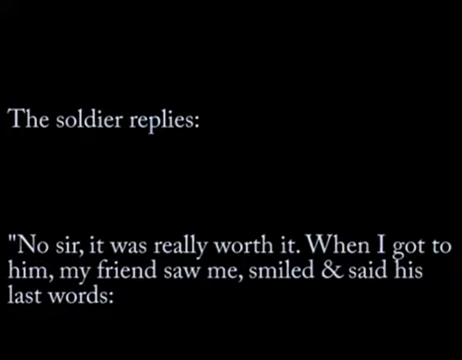 The soldier replies:
"No sir, it was really worth it. When I got to
him, my friend saw me, smiled & said his
last words: